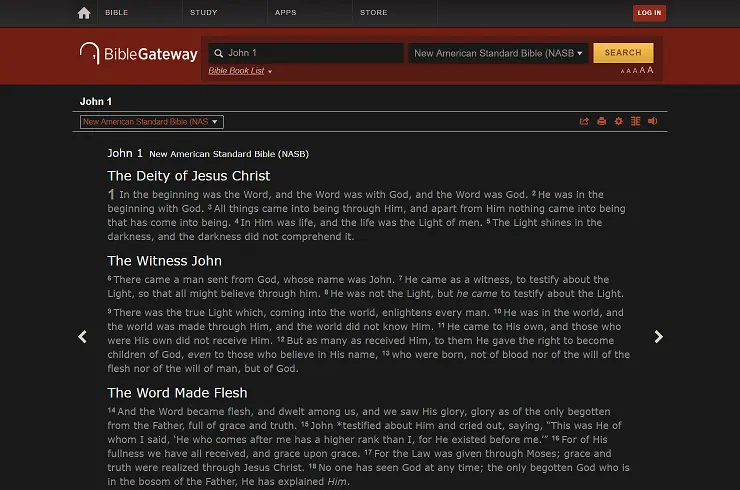 BIBLE STUDY APPS STORE LOG IN
BibleGateway John 1 New American Standard Bible (NASB SEARCH
Bible Book List A A A A A
John 1
New American Standard Bible (NAS
John 1 New American Standard Bible (NASB)
The Deity of Jesus Christ
1 In the beginning was the Word, and the Word was with God, and the Word was God. 2 He was in the
beginning with God. 3 All things came into being through Him, and apart from Him nothing came into being
that has come into being. 4 In Him was life, and the life was the Light of men. 5 The Light shines in the
darkness, and the darkness did not comprehend it.
The Witness John
6 There came a man sent from God, whose name was John. 7 He came as a witness, to testify about the
Light, so that all might believe through him. 8 He was not the Light, but he came to testify about the Light.
9 There was the true Light which, coming into the world, enlightens every man. 10 He was in the world, and
the world was made through Him, and the world did not know Him. 11 He came to His own, and those who
were His own did not receive Him. 12 But as many as received Him, to them He gave the right to become
children of God, even to those who believe in His name, 13 who were born, not of blood nor of the will of the
flesh nor of the will of man, but of God.
The Word Made Flesh
14 And the Word became flesh, and dwelt among us, and we saw His glory, glory as of the only begotten
from the Father, full of grace and truth. 15 John *testified about Him and cried out, saying, “This was He of
whom I said, ‘He who comes after me has a higher rank than I, for He existed before me.’” 16 For of His
fullness we have all received, and grace upon grace. 17 For the Law was given through Moses; grace and
truth were realized through Jesus Christ. 18 No one has seen God at any time; the only begotten God who is
in the bosom of the Father, He has explained Him.